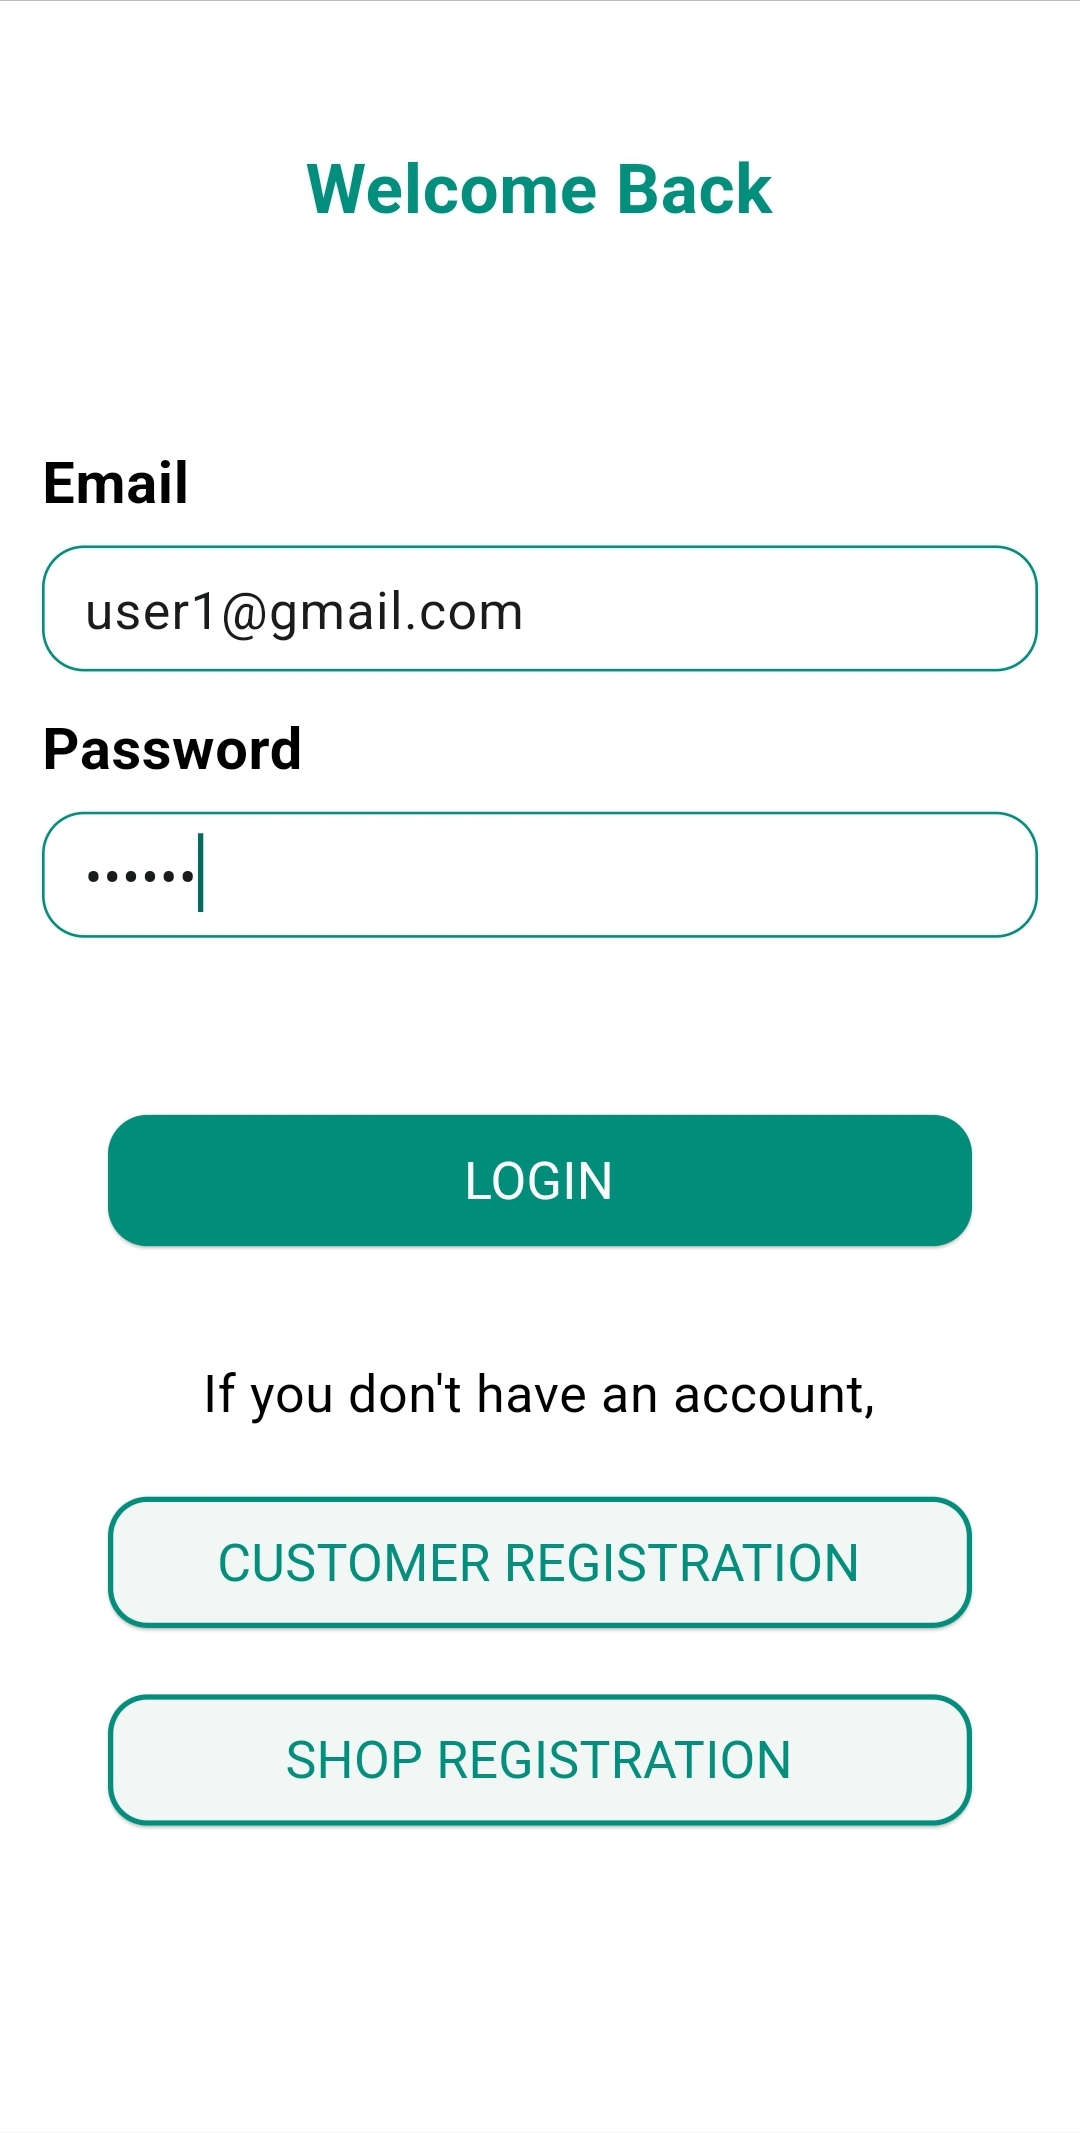 Welcome Back
Email
user1@gmail.com
Password
••••••
LOGIN
If you don't have an account,
CUSTOMER REGISTRATION
SHOP REGISTRATION